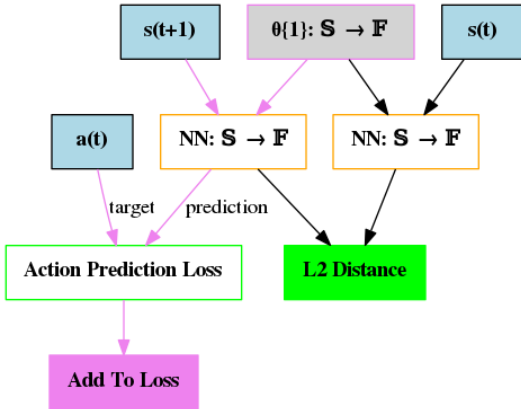 s(t+1)
θ{1}: 𝕊 → 𝔽
s(t)
a(t)
NN: 𝕊 → 𝔽
NN: 𝕊 → 𝔽
target
prediction
Action Prediction Loss
L2 Distance
Add To Loss